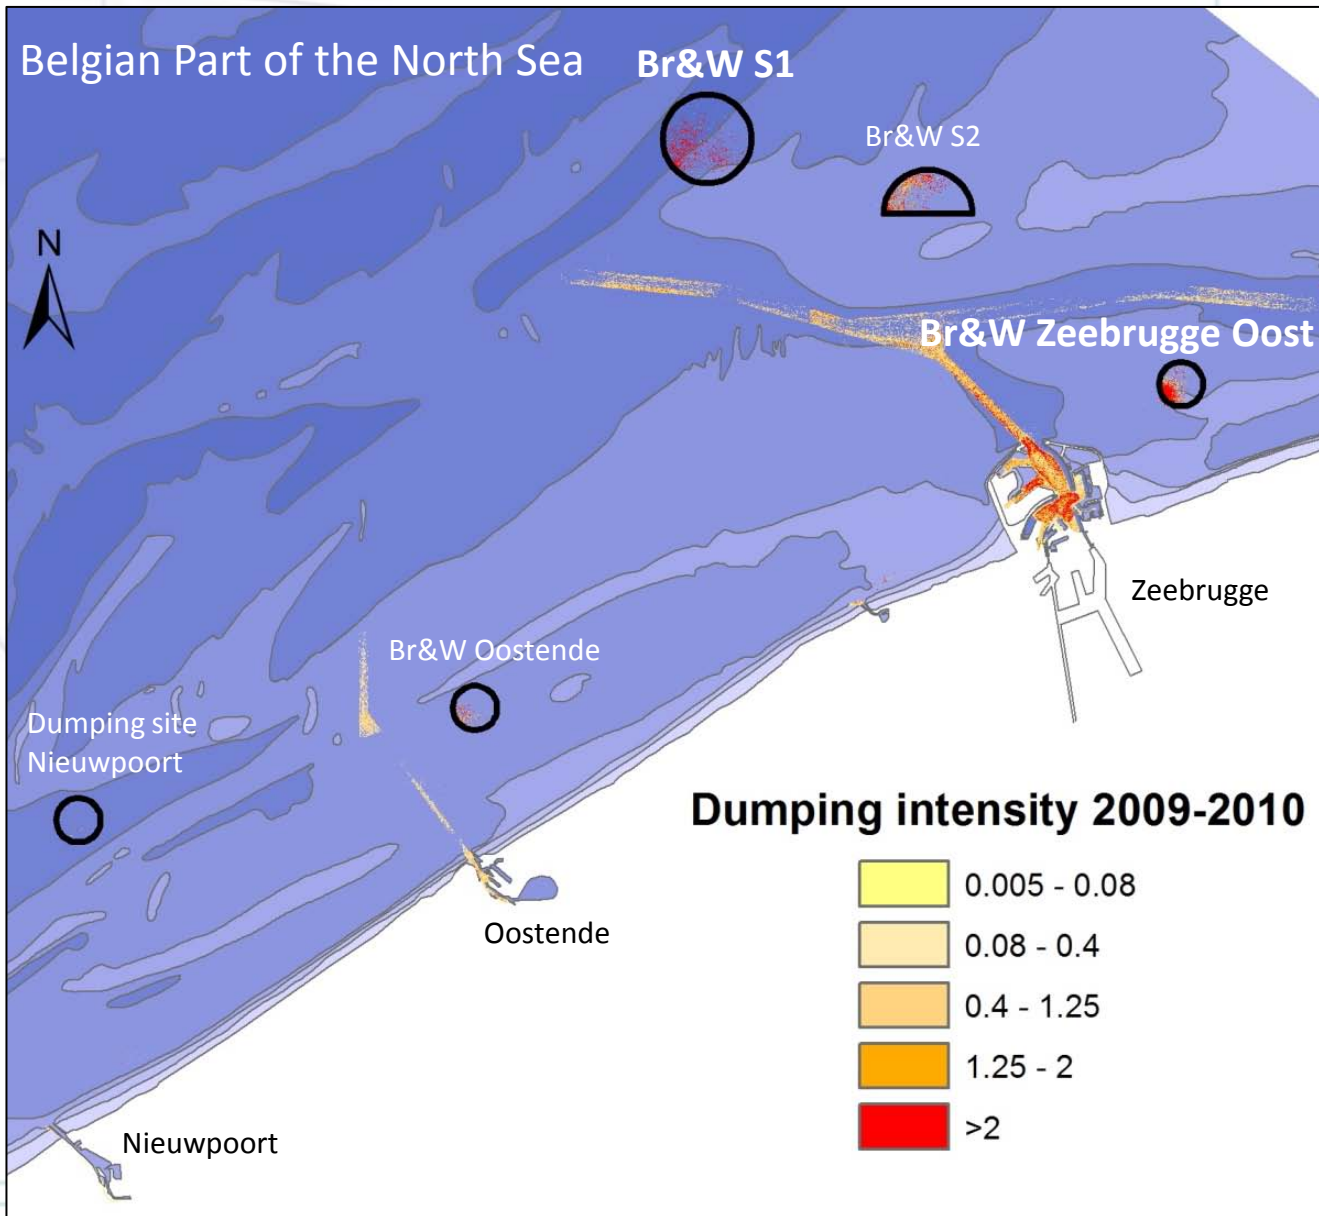 Belgian Part of the North Sea
Br&W S1
Br&W S2
N
Br&W Zeebrugge Oost
Zeebrugge
Br&W Oostende
Dumping site
Nieuwpoort
Oostende
Nieuwpoort
Dumping intensity 2009-2010
0.005 - 0.08
0.08 - 0.4
0.4 - 1.25
1.25 - 2
>2